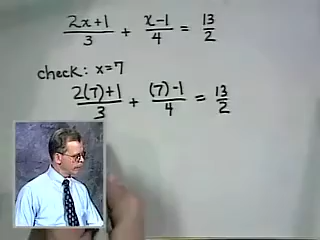 (2x+1)/3 + (x-1)/4 = 13/2
check: x=7
(2(7)+1)/3 + ((7)-1)/4 = 13/2